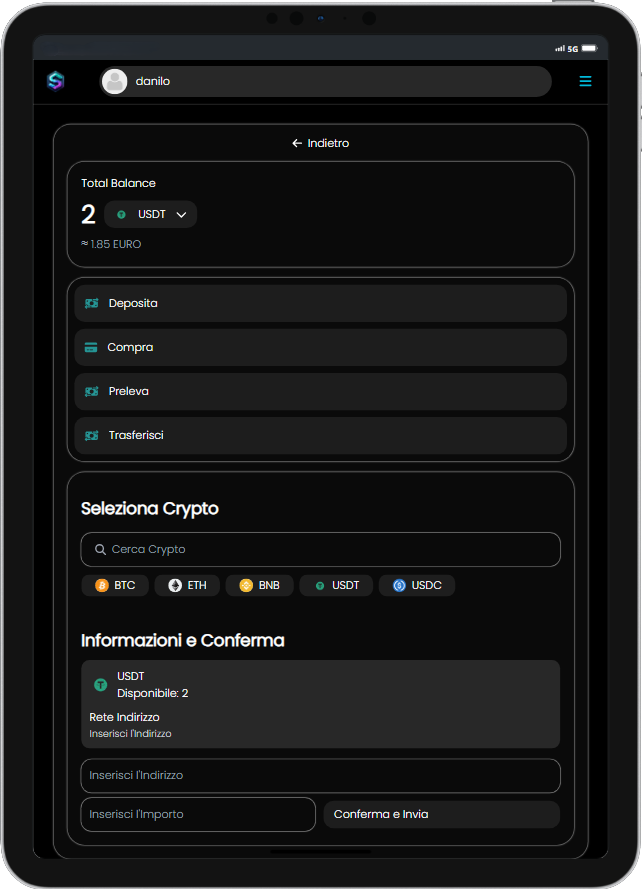 5G
danilo
← Indietro
Total Balance
2 USDT
≈ 1.85 EURO
Deposita
Compra
Preleva
Trasferisci
Seleziona Crypto
Cerca Crypto
BTC ETH BNB USDT USDC
Informazioni e Conferma
USDT
Disponibile: 2
Rete Indirizzo
Inserisci l'Indirizzo
Inserisci l'Indirizzo
Inserisci l'Importo Conferma e Invia